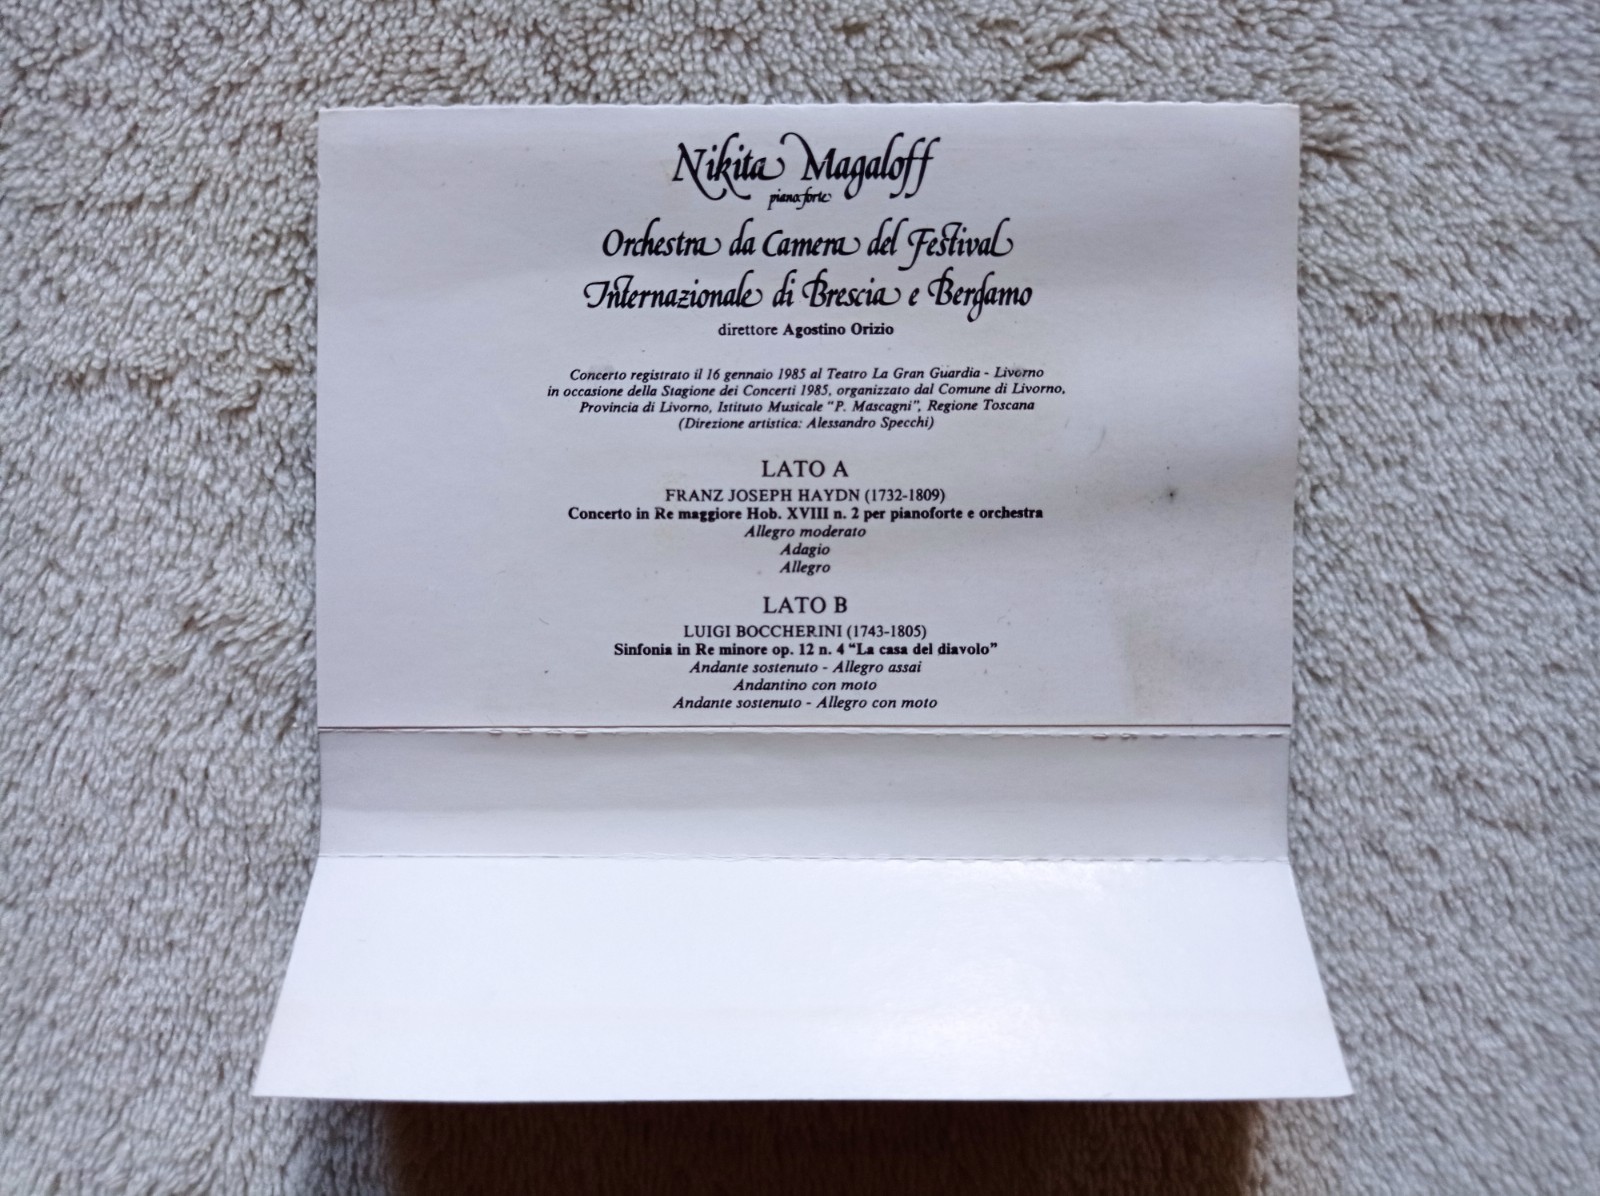 Nikita Magaloff
pianoforte
Orchestra da Camera del Festival
Internazionale di Brescia e Bergamo
direttore Agostino Orizio
Concerto registrato il 16 gennaio 1985 al Teatro La Gran Guardia - Livorno
in occasione della Stagione dei Concerti 1985, organizzato dal Comune di Livorno,
Provincia di Livorno, Istituto Musicale "P. Mascagni", Regione Toscana
(Direzione artistica: Alessandro Specchi)
LATO A
FRANZ JOSEPH HAYDN (1732-1809)
Concerto in Re maggiore Hob. XVIII n. 2 per pianoforte e orchestra
Allegro moderato
Adagio
Allegro
LATO B
LUIGI BOCCHERINI (1743-1805)
Sinfonia in Re minore op. 12 n. 4 "La casa del diavolo"
Andante sostenuto - Allegro assai
Andantino con moto
Andante sostenuto - Allegro con moto